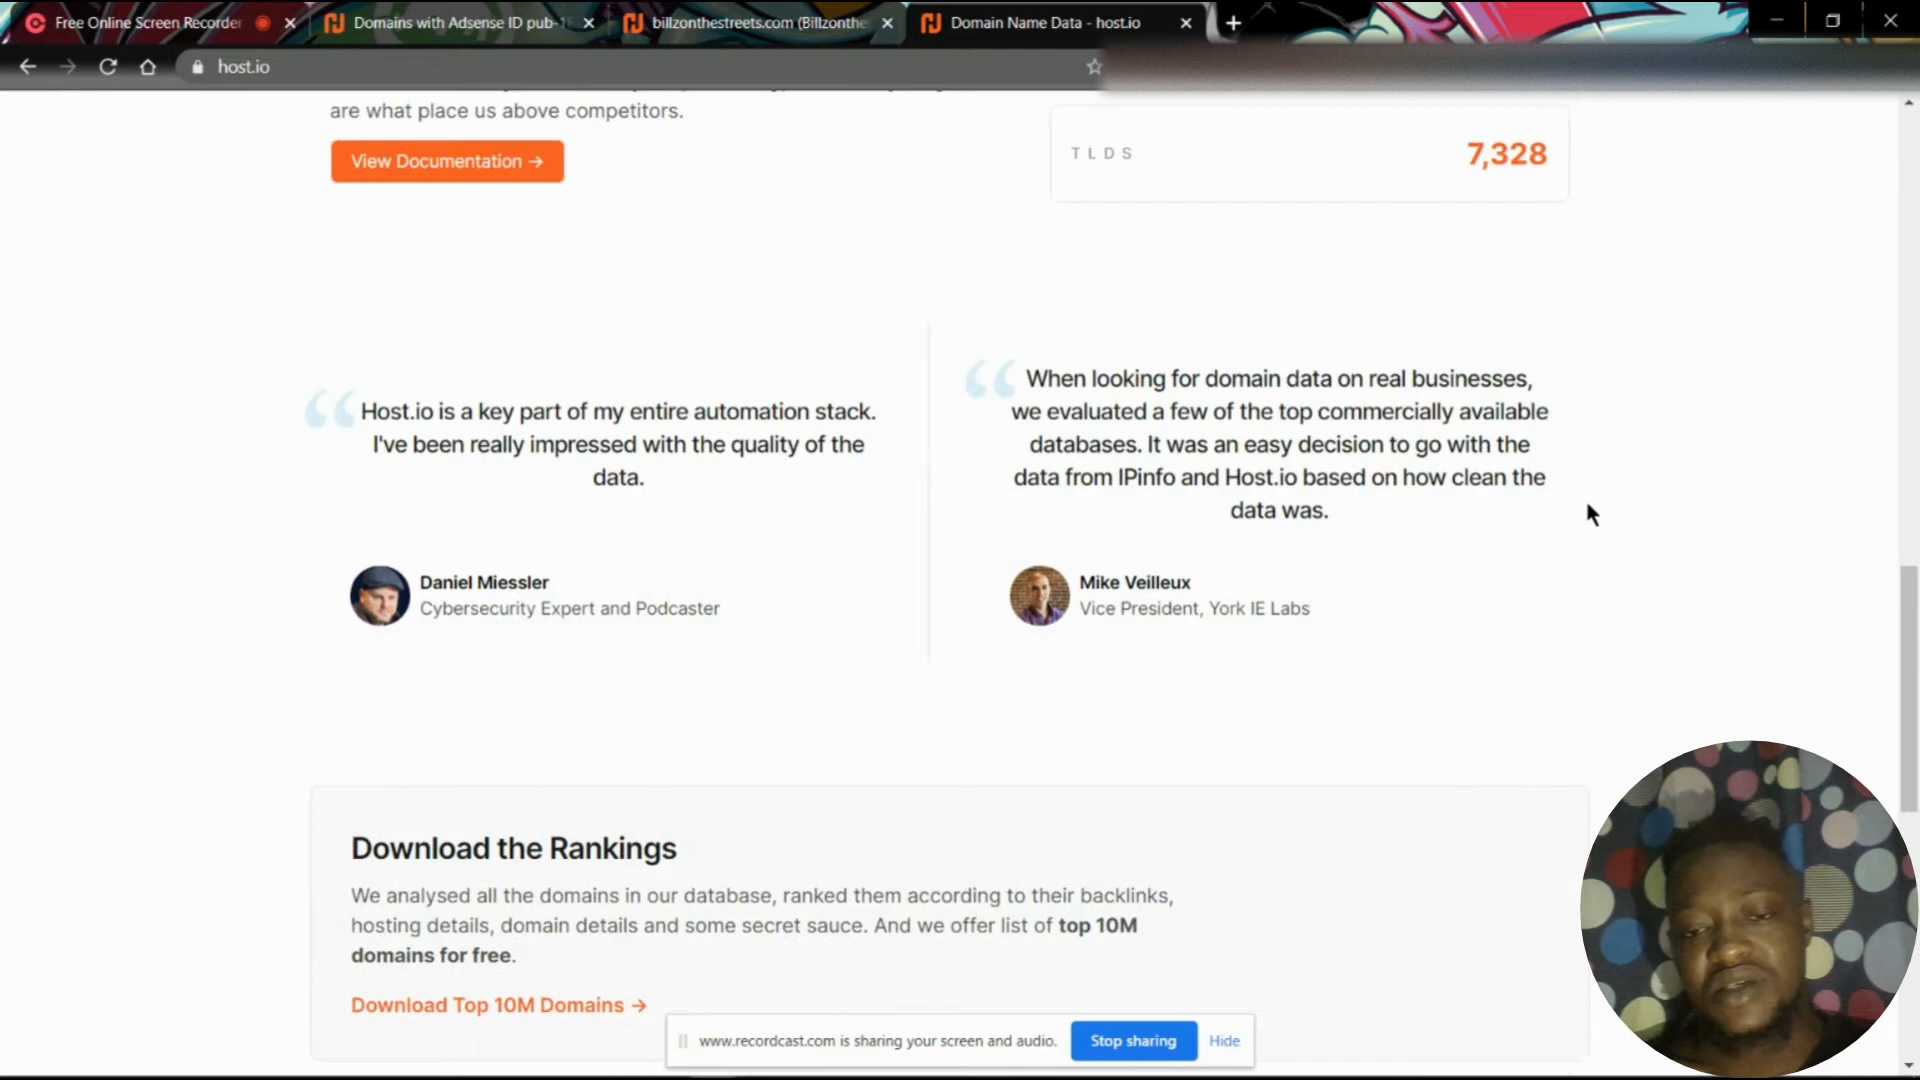 Free Online Screen Recorder
Domains with Adsense ID pub-1
billzonthestreets.com (Billzonthe
Domain Name Data - host.io
host.io
are what place us above competitors.
View Documentation →
TLDS
7,328
Host.io is a key part of my entire automation stack.
I've been really impressed with the quality of the
data.
Daniel Miessler
Cybersecurity Expert and Podcaster
When looking for domain data on real businesses,
we evaluated a few of the top commercially available
databases. It was an easy decision to go with the
data from IPinfo and Host.io based on how clean the
data was.
Mike Veilleux
Vice President, York IE Labs
Download the Rankings
We analysed all the domains in our database, ranked them according to their backlinks,
hosting details, domain details and some secret sauce. And we offer list of top 10M
domains for free.
Download Top 10M Domains →
www.recordcast.com is sharing your screen and audio.
Stop sharing
Hide